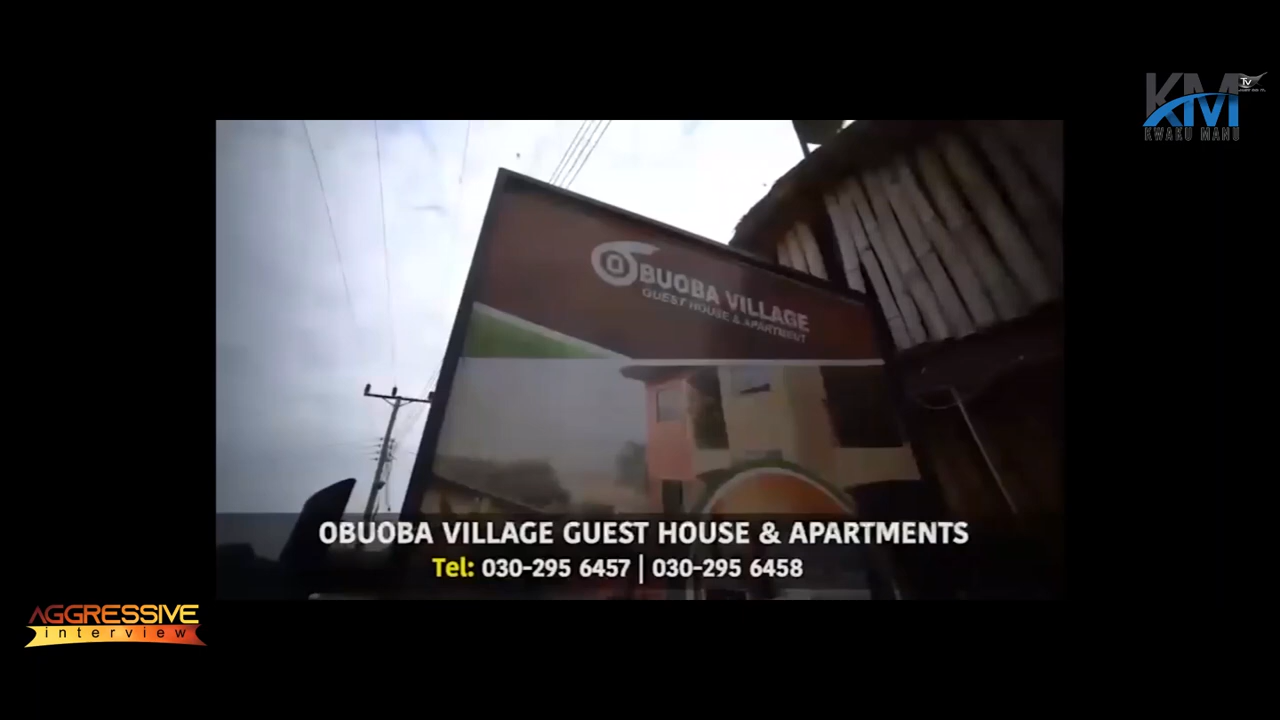 KM
Tv
KWAKU MANU
OBUOBA VILLAGE
GUEST HOUSE & APARTMENT
OBUOBA VILLAGE GUEST HOUSE & APARTMENTS
Tel: 030-295 6457 | 030-295 6458
AGGRESSIVE
interview